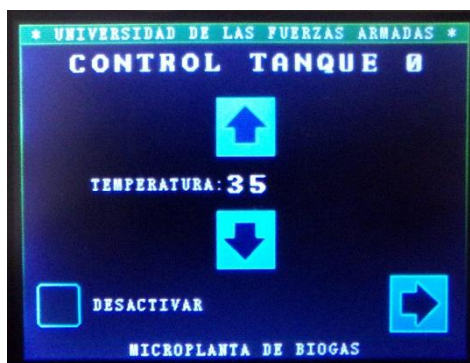 * UNIVERSIDAD DE LAS FUERZAS ARMADAS *
CONTROL TANQUE 0
TEMPERATURA: 35
DESACTIVAR
MICROPLANTA DE BIOGAS